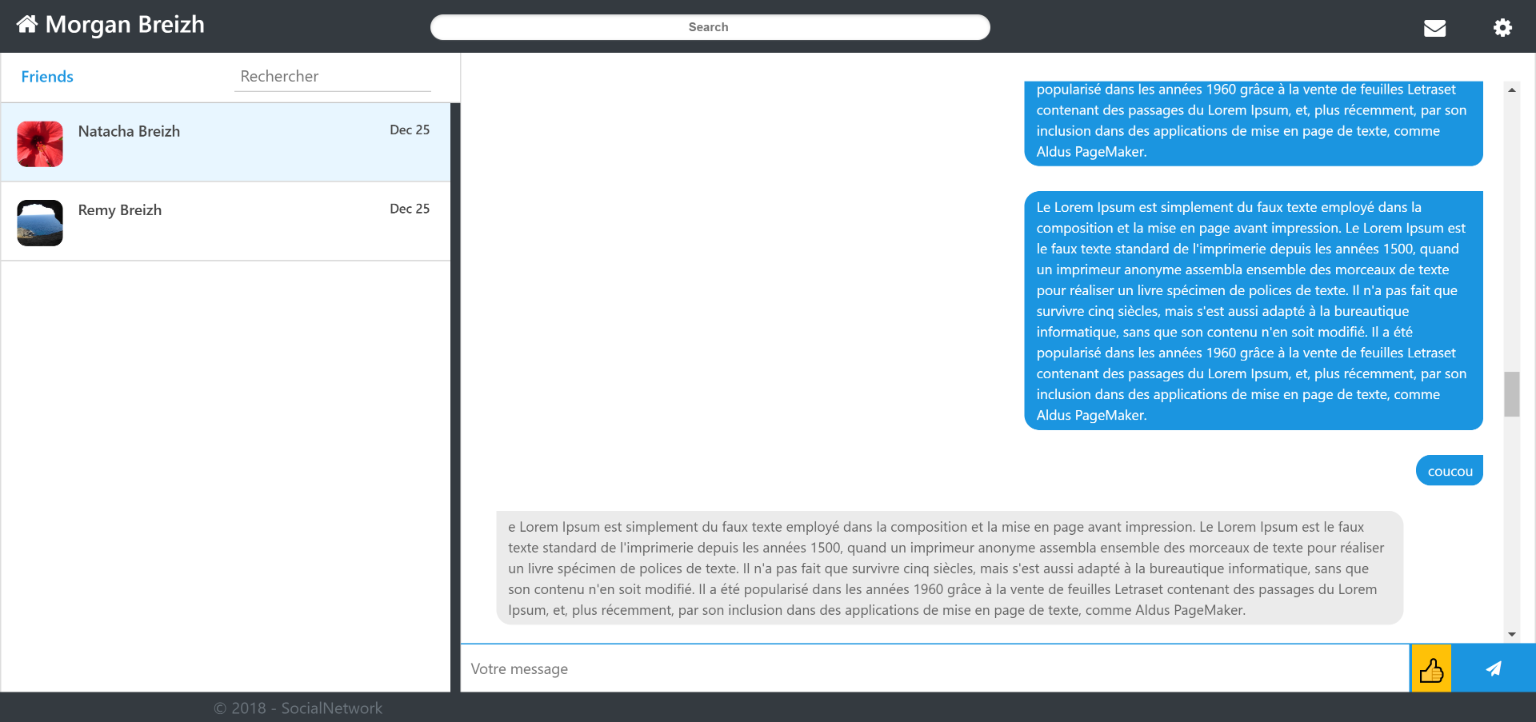 Morgan Breizh
Search
Friends
Rechercher
Natacha Breizh
Dec 25
Remy Breizh
Dec 25
popularisé dans les années 1960 grâce à la vente de feuilles Letraset
contenant des passages du Lorem Ipsum, et, plus récemment, par son
inclusion dans des applications de mise en page de texte, comme
Aldus PageMaker.
Le Lorem Ipsum est simplement du faux texte employé dans la
composition et la mise en page avant impression. Le Lorem Ipsum est
le faux texte standard de l'imprimerie depuis les années 1500, quand
un imprimeur anonyme assembla ensemble des morceaux de texte
pour réaliser un livre spécimen de polices de texte. Il n'a pas fait que
survivre cinq siècles, mais s'est aussi adapté à la bureautique
informatique, sans que son contenu n'en soit modifié. Il a été
popularisé dans les années 1960 grâce à la vente de feuilles Letraset
contenant des passages du Lorem Ipsum, et, plus récemment, par son
inclusion dans des applications de mise en page de texte, comme
Aldus PageMaker.
coucou
e Lorem Ipsum est simplement du faux texte employé dans la composition et la mise en page avant impression. Le Lorem Ipsum est le faux
texte standard de l'imprimerie depuis les années 1500, quand un imprimeur anonyme assembla ensemble des morceaux de texte pour réaliser
un livre spécimen de polices de texte. Il n'a pas fait que survivre cinq siècles, mais s'est aussi adapté à la bureautique informatique, sans que
son contenu n'en soit modifié. Il a été popularisé dans les années 1960 grâce à la vente de feuilles Letraset contenant des passages du Lorem
Ipsum, et, plus récemment, par son inclusion dans des applications de mise en page de texte, comme Aldus PageMaker.
Votre message
© 2018 - SocialNetwork